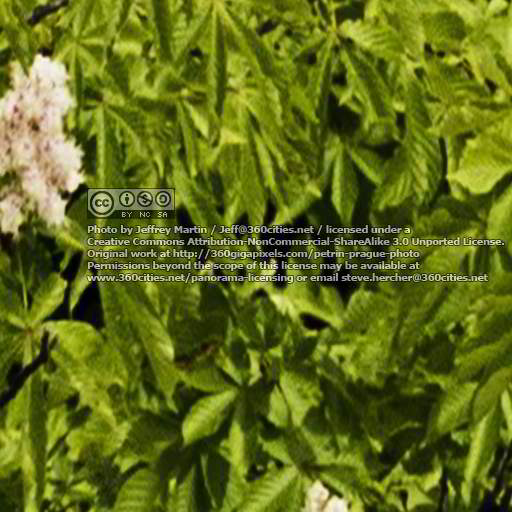 cc BY NC SA
Photo by Jeffrey Martin / Jeff@360cities.net / licensed under a
Creative Commons Attribution-NonCommercial-ShareAlike 3.0 Unported License.
Original work at http://360gigapixels.com/petrin-prague-photo
Permissions beyond the scope of this license may be available at
www.360cities.net/panorama-licensing or email steve.hercher@360cities.net